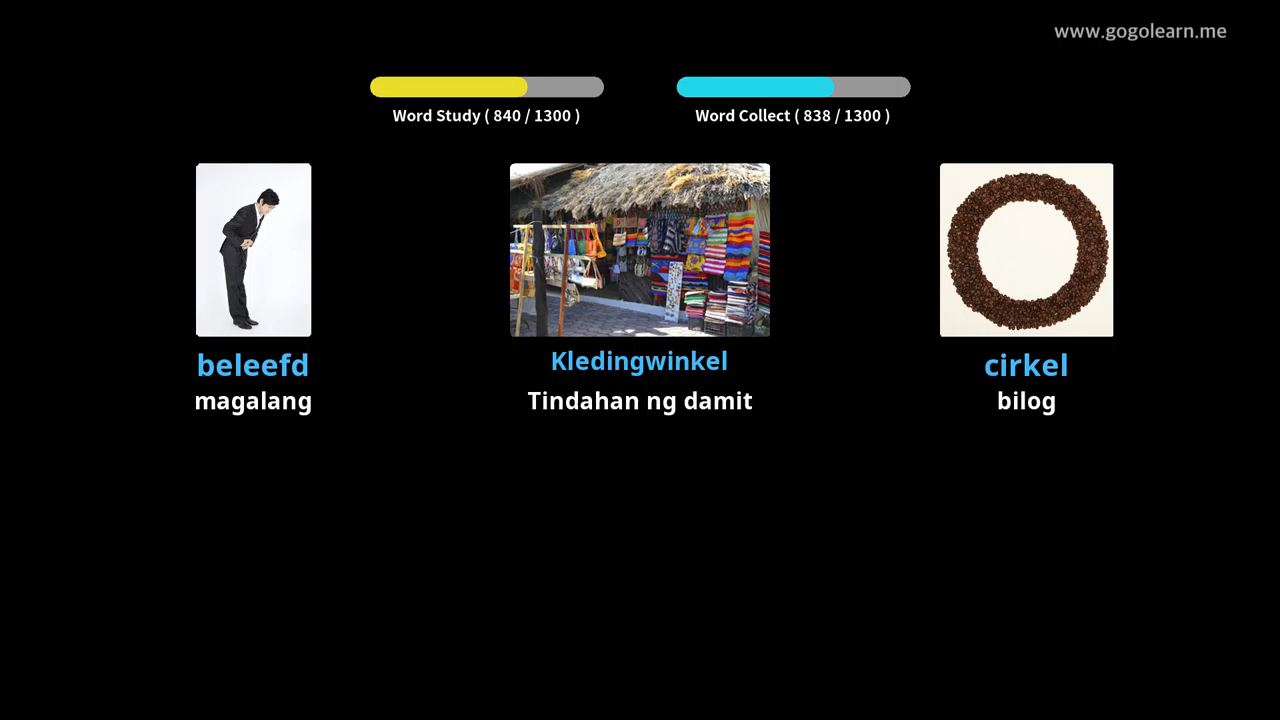 www.gogolearn.me
Word Study ( 840 / 1300 )
Word Collect ( 838 / 1300 )
beleefd
magalang
Kledingwinkel
Tindahan ng damit
cirkel
bilog